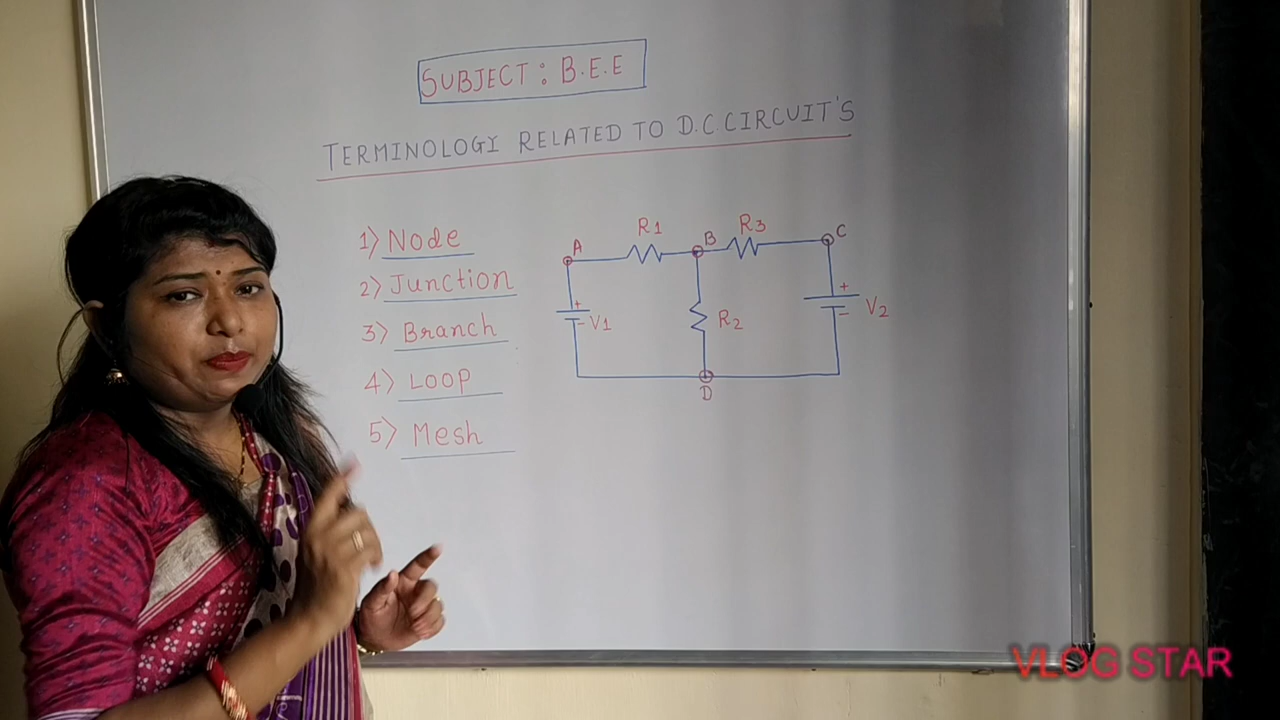 SUBJECT : B.E.E
TERMINOLOGY RELATED TO D.C.CIRCUIT'S
1) Node
2) Junction
3) Branch
4) Loop
5) Mesh
A
R1
B
R3
C
+
V1
-
R2
+
V2
-
D
VLOG STAR